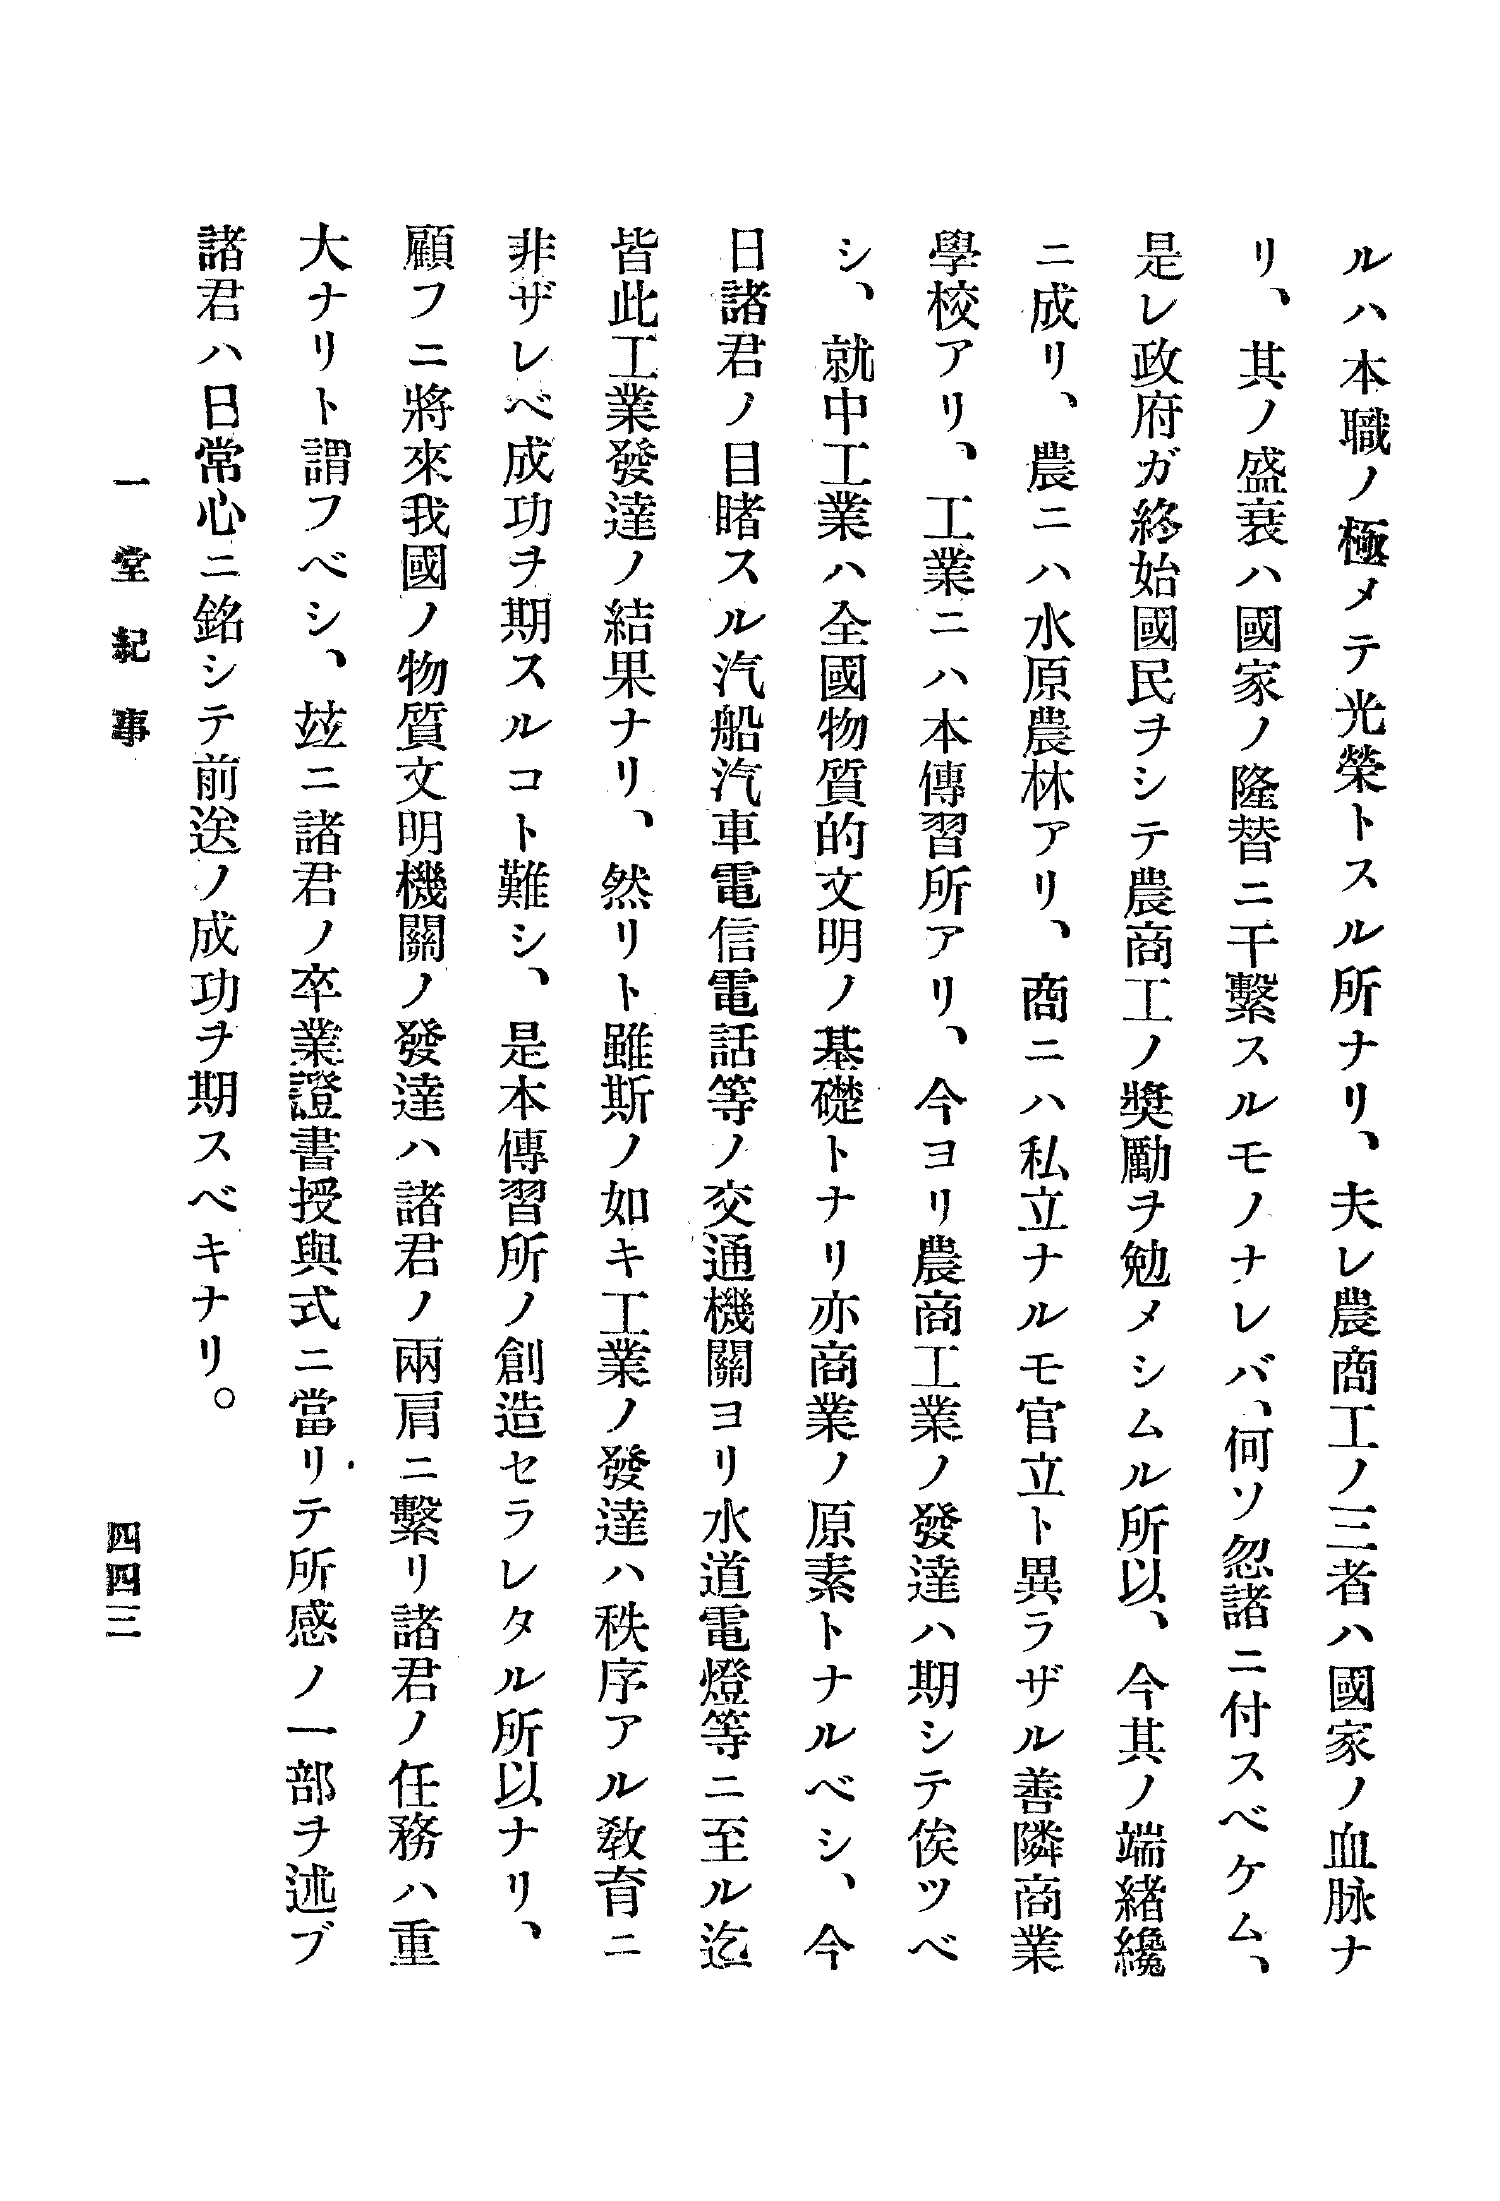 ルハ本職ノ極メテ光榮トスル所ナリ、夫レ農商工ノ三者ハ國家ノ血脉ナ
リ、其ノ盛衰ハ國家ノ隆替ニ干繫スルモノナレバ、何ソ忽諸ニ付スベケム、
是レ政府ガ終始國民ヲシテ農商工ノ奬勵ヲ勉メシムル所以、今其ノ端緖纔
ニ成リ、農ニハ水原農林アリ、商ニハ私立ナルモ官立ト異ラザル善隣商業
學校アリ、工業ニハ本傳習所アリ、今ヨリ農商工業ノ發達ハ期シテ俟ツベ
シ、就中工業ハ全國物質的文明ノ基礎トナリ亦商業ノ原素トナルベシ、今
日諸君ノ目睹スル汽船汽車電信電話等ノ交通機關ヨリ水道電燈等ニ至ル迄
皆此工業發達ノ結果ナリ、然リト雖斯ノ如キ工業ノ發達ハ秩序アル敎育ニ
非ザレベ成功ヲ期スルコト難シ、是本傳習所ノ創造セラレタル所以ナリ、
顧フニ將來我國ノ物質文明機關ノ發達ハ諸君ノ兩肩ニ繫リ諸君ノ任務ハ重
大ナリト謂フベシ、玆ニ諸君ノ卒業證書授與式ニ當リテ所感ノ一部ヲ述ブ
諸君ハ日常心ニ銘シテ前送ノ成功ヲ期スベキナリ。
一堂紀事
四四三